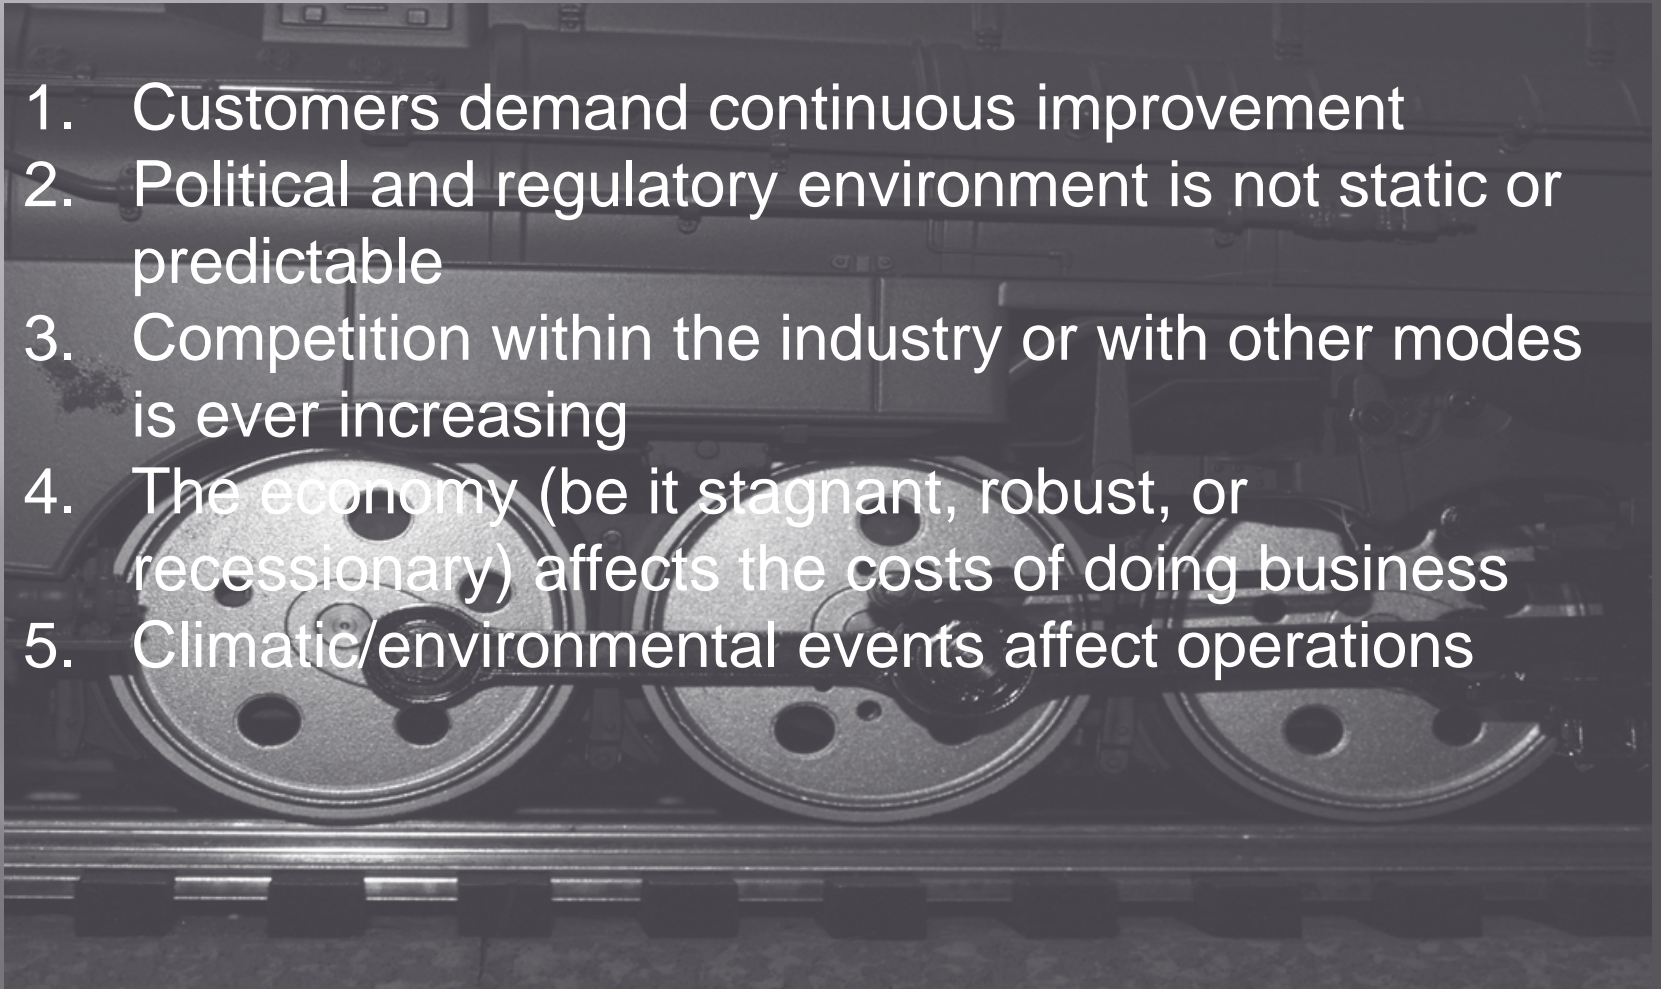 1. Customers demand continuous improvement
2. Political and regulatory environment is not static or
predictable
3. Competition within the industry or with other modes
is ever increasing
4. The economy (be it stagnant, robust, or
recessionary) affects the costs of doing business
5. Climatic/environmental events affect operations